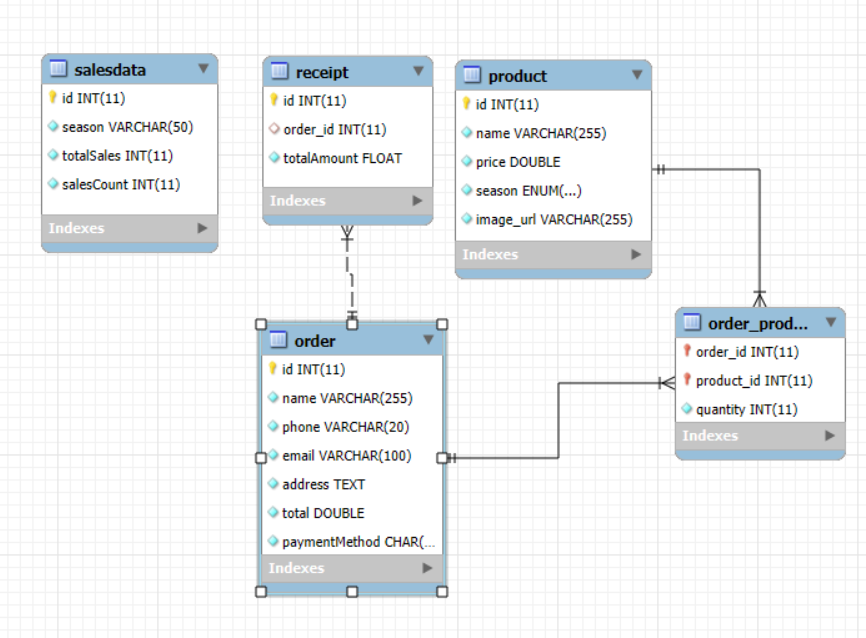 salesdata
id INT(11)
season VARCHAR(50)
totalSales INT(11)
salesCount INT(11)
Indexes
receipt
id INT(11)
order_id INT(11)
totalAmount FLOAT
Indexes
product
id INT(11)
name VARCHAR(255)
price DOUBLE
season ENUM(...)
image_url VARCHAR(255)
Indexes
order
id INT(11)
name VARCHAR(255)
phone VARCHAR(20)
email VARCHAR(100)
address TEXT
total DOUBLE
paymentMethod CHAR(...
Indexes
order_prod...
order_id INT(11)
product_id INT(11)
quantity INT(11)
Indexes